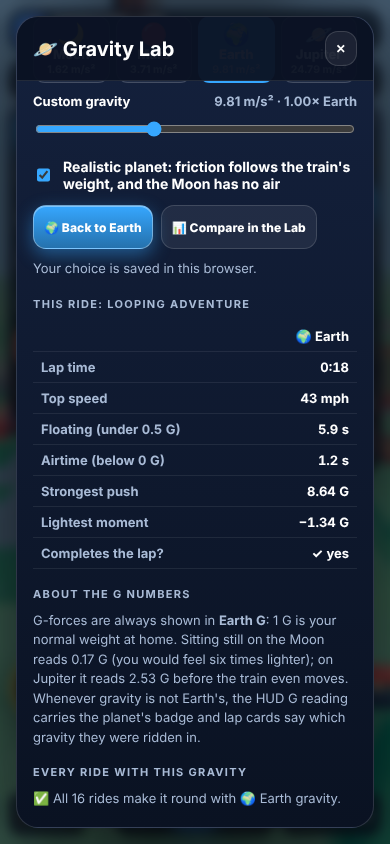 🪐 Gravity Lab
×
Custom gravity 9.81 m/s² · 1.00× Earth
Realistic planet: friction follows the train's
weight, and the Moon has no air
🌍 Back to Earth 📊 Compare in the Lab
Your choice is saved in this browser.
THIS RIDE: LOOPING ADVENTURE
🌍 Earth
Lap time 0:18
Top speed 43 mph
Floating (under 0.5 G) 5.9 s
Airtime (below 0 G) 1.2 s
Strongest push 8.64 G
Lightest moment −1.34 G
Completes the lap? ✓ yes
ABOUT THE G NUMBERS
G-forces are always shown in Earth G: 1 G is your
normal weight at home. Sitting still on the Moon
reads 0.17 G (you would feel six times lighter); on
Jupiter it reads 2.53 G before the train even moves.
Whenever gravity is not Earth's, the HUD G reading
carries the planet's badge and lap cards say which
gravity they were ridden in.
EVERY RIDE WITH THIS GRAVITY
✅ All 16 rides make it round with 🌍 Earth gravity.